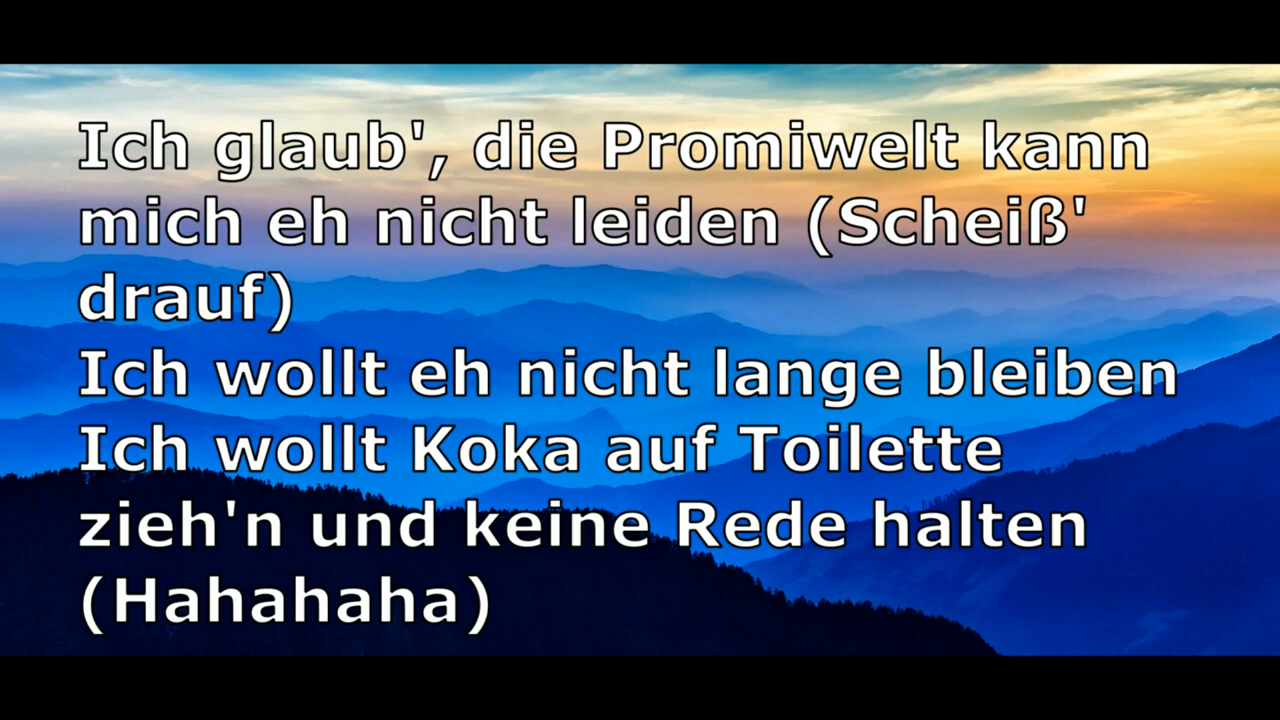 Ich glaub', die Promiwelt kann
mich eh nicht leiden (Scheiß'
drauf)
Ich wollt eh nicht lange bleiben
Ich wollt Koka auf Toilette
zieh'n und keine Rede halten
(Hahahaha)